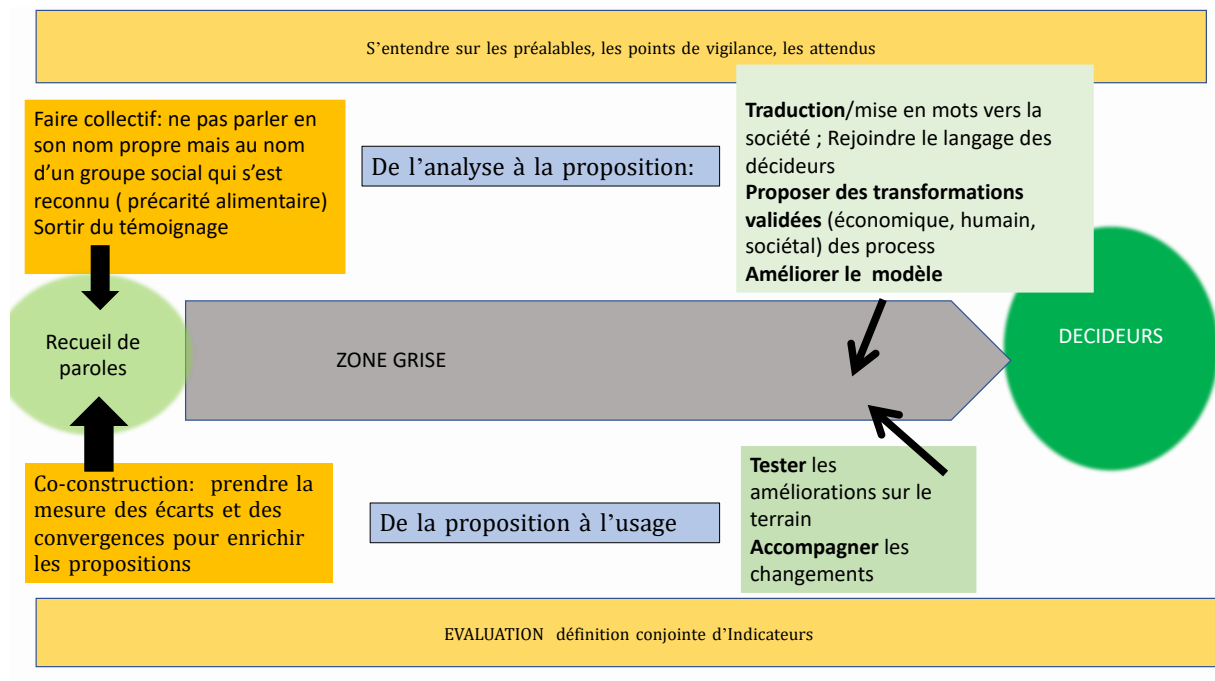 S’entendre sur les préalables, les points de vigilance, les attendus
Faire collectif: ne pas parler en
son nom propre mais au nom
d’un groupe social qui s’est
reconnu ( précarité alimentaire)
Sortir du témoignage
De l’analyse à la proposition:
Traduction/mise en mots vers la
société ; Rejoindre le langage des
décideurs
Proposer des transformations
validées (économique, humain,
sociétal) des process
Améliorer le modèle
Recueil de
paroles
ZONE GRISE
DECIDEURS
Co-construction: prendre la
mesure des écarts et des
convergences pour enrichir
les propositions
De la proposition à l’usage
Tester les
améliorations sur le
terrain
Accompagner les
changements
EVALUATION définition conjointe d’Indicateurs